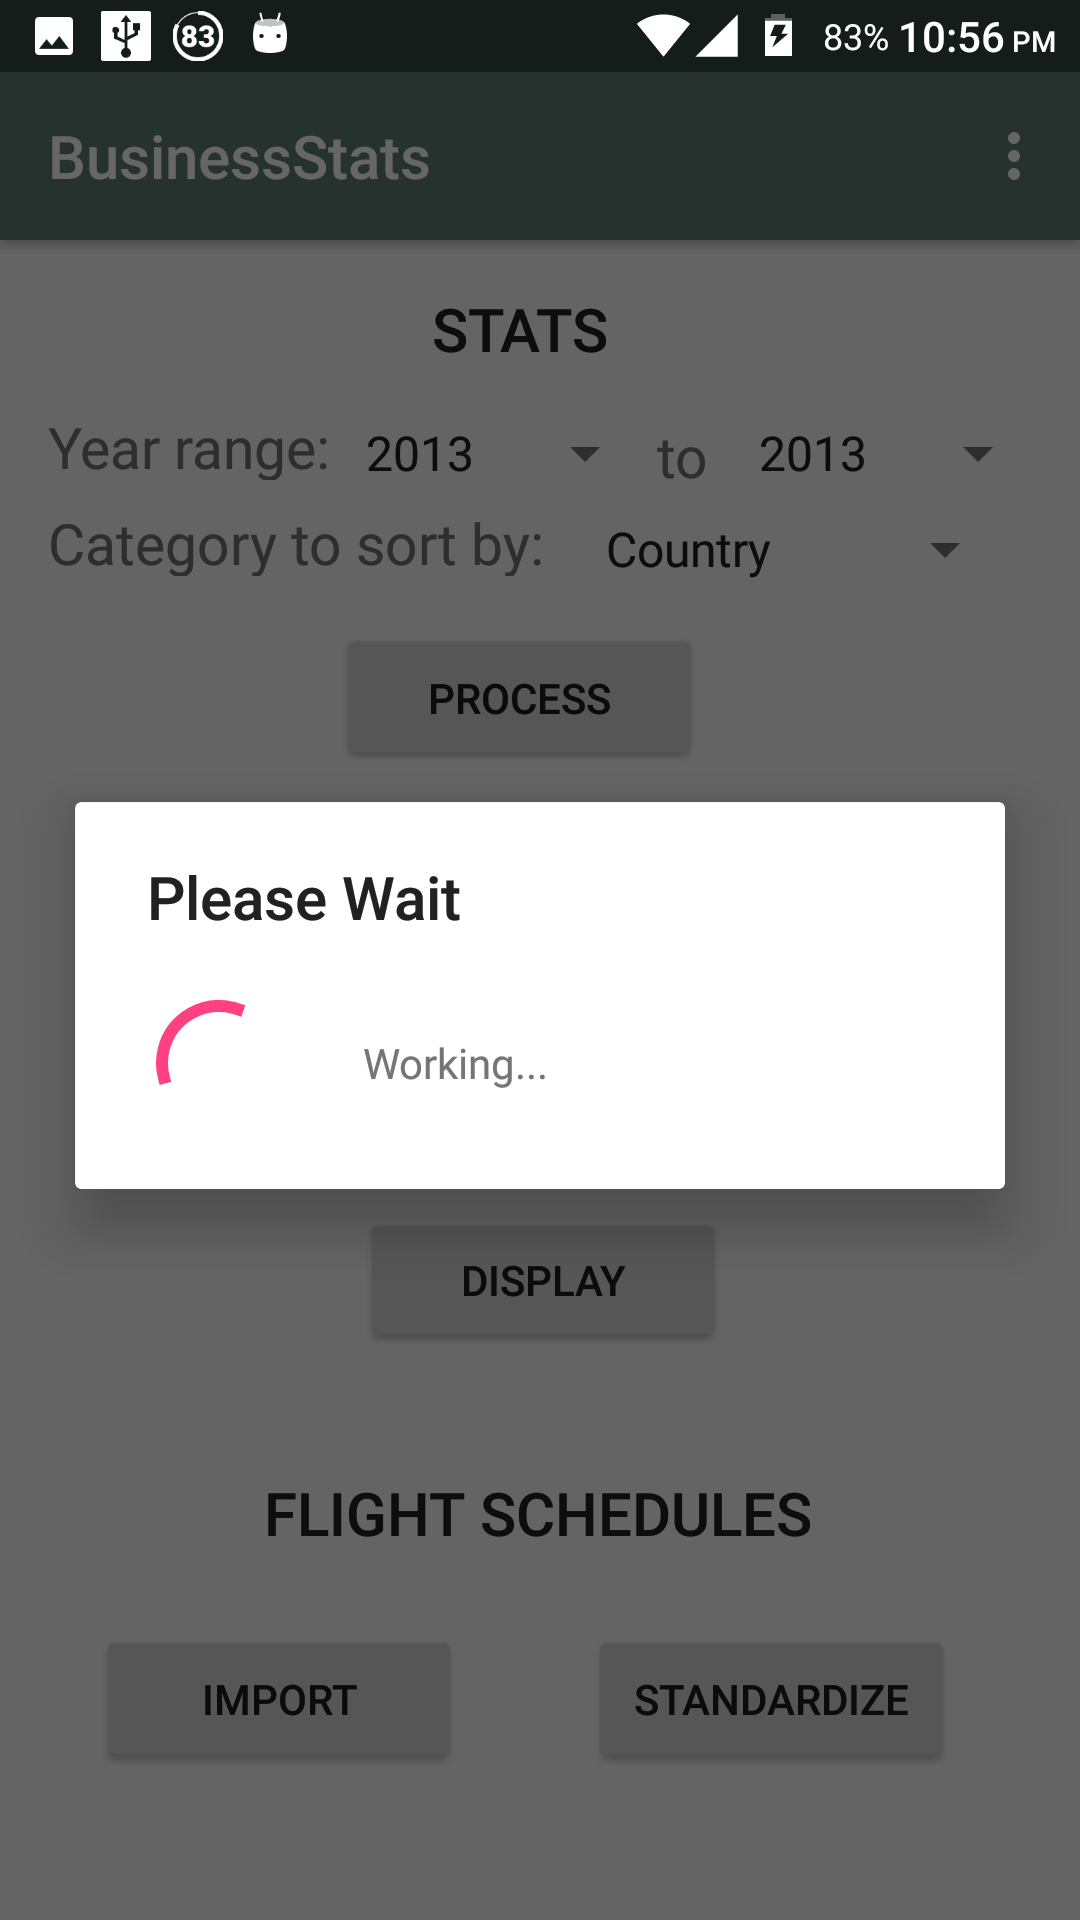 83 83% 10:56 PM
BusinessStats
STATS
Year range: 2013 to 2013
Category to sort by: Country
PROCESS
Please Wait
Working...
DISPLAY
FLIGHT SCHEDULES
IMPORT STANDARDIZE